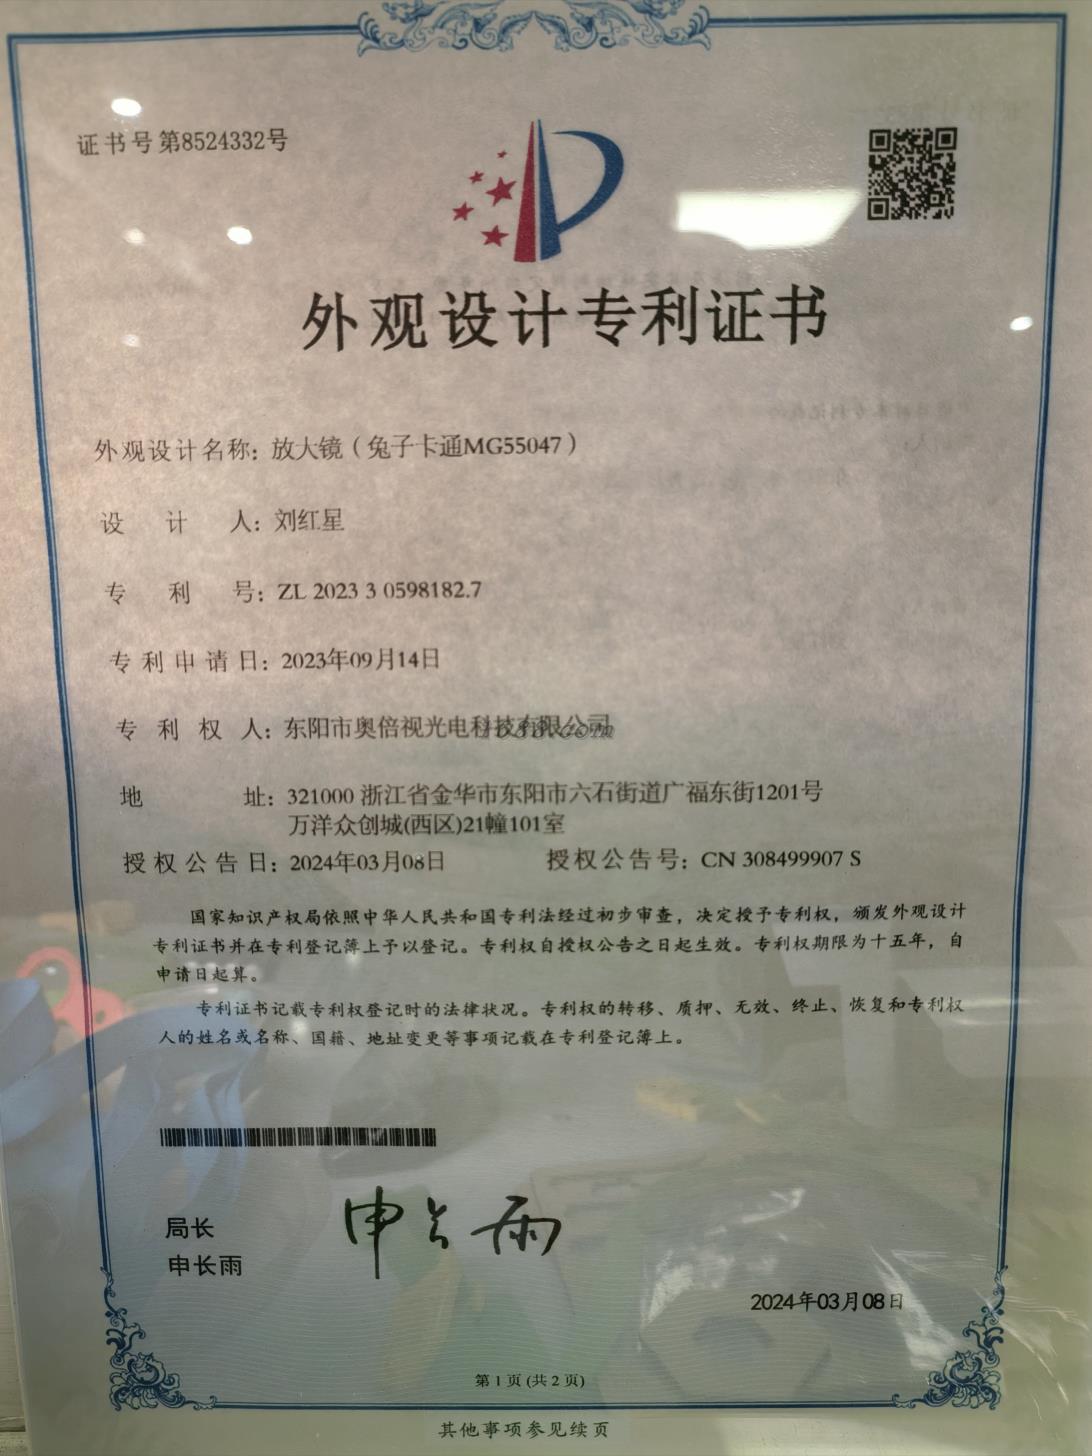 证书号第8524332号
外观设计专利证书
外观设计名称：放大镜（兔子卡通MG55047）
设计人：刘红星
专利号：ZL 2023 3 0598182.7
专利申请日：2023年09月14日
专利权人：东阳市奥倍视光电科技有限公司
地址：321000 浙江省金华市东阳市六石街道广福东街1201号
万洋众创城(西区)21幢101室
授权公告日：2024年03月08日 授权公告号：CN 308499907 S
国家知识产权局依照中华人民共和国专利法经过初步审查，决定授予专利权，颁发外观设计
专利证书并在专利登记簿上予以登记。专利权自授权公告之日起生效。专利权期限为十五年，自
申请日起算。
专利证书记载专利权登记时的法律状况。专利权的转移、质押、无效、终止、恢复和专利权
人的姓名或名称、国籍、地址变更等事项记载在专利登记簿上。
局长
申长雨
申长雨
2024年03月08日
第 1 页 (共 2 页)
其他事项参见续页